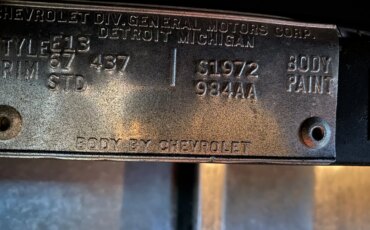 CHEVROLET DIV. GENERAL MOTORS CORP.
DETROIT MICHIGAN
STYLE 67 437 S1972 BODY
TRIM STD 984AA PAINT
BODY BY CHEVROLET